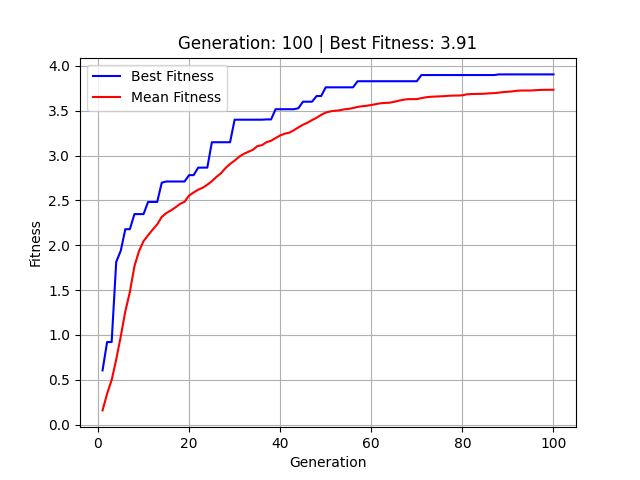 Generation: 100 | Best Fitness: 3.91
Best Fitness
Mean Fitness
4.0
3.5
3.0
2.5
2.0
1.5
1.0
0.5
0.0
Fitness
0 20 40 60 80 100
Generation